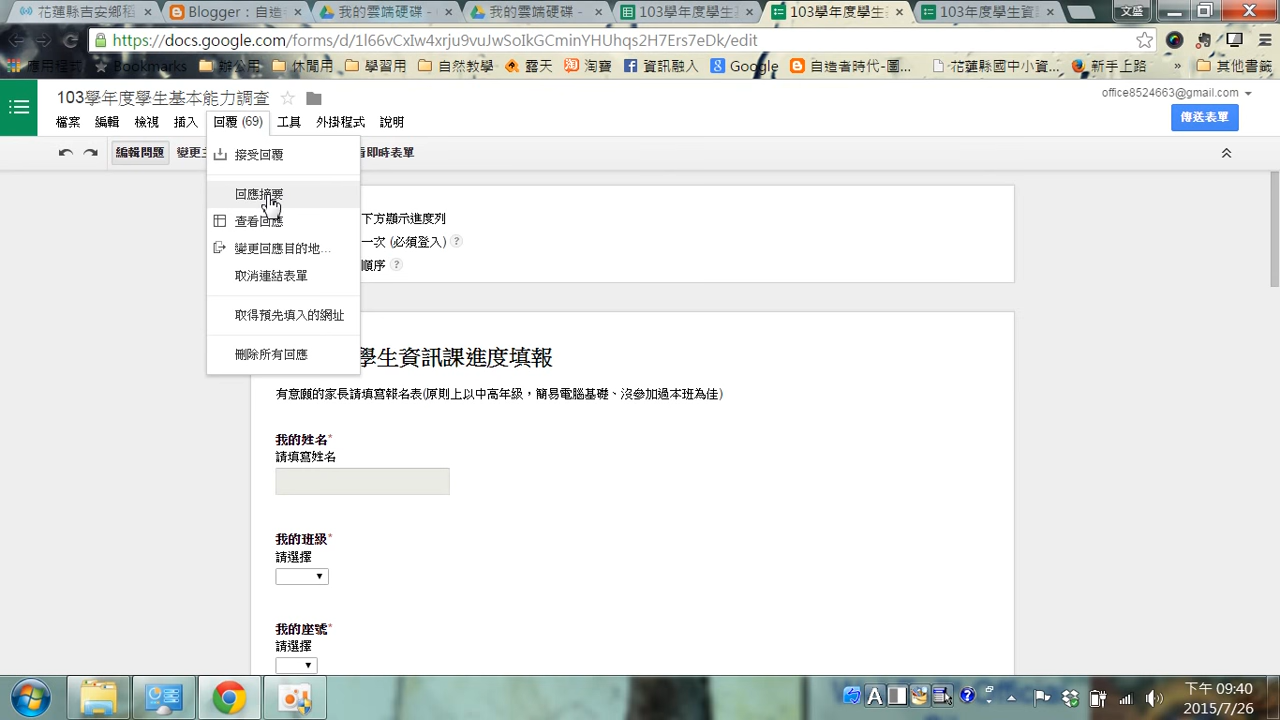 花蓮縣吉安鄉稻
Blogger：自造
我的雲端硬碟 -
我的雲端硬碟 -
103學年度學生
103學年度學生
103年度學生資
文盛
https://docs.google.com/forms/d/1l66vCxIw4xrju9vuIwSoIkGCminYHUhqs2H7Ers7eDk/edit
應用程式
Bookmarks
辦公用
休閒用
學習用
自然教學
露天
淘寶
資訊融入
Google
自造者時代-圖...
花蓮縣國中小資...
新手上路
»
其他書籤
103學年度學生基本能力調查
office8524663@gmail.com
檔案 編輯 檢視 插入 回覆 (69) 工具 外掛程式 說明
傳送表單
編輯問題
變更主
即時表單
接受回覆
回應摘要
查看回應
變更回應目的地...
取消連結表單
取得預先填入的網址
刪除所有回應
下方顯示進度列
一次 (必須登入) ?
順序 ?
學生資訊課進度填報
有意願的家長請填寫報名表(原則上以中高年級，簡易電腦基礎、沒參加過本班為佳)
我的姓名*
請填寫姓名
我的班級*
請選擇
我的座號*
請選擇
下午 09:40
2015/7/26